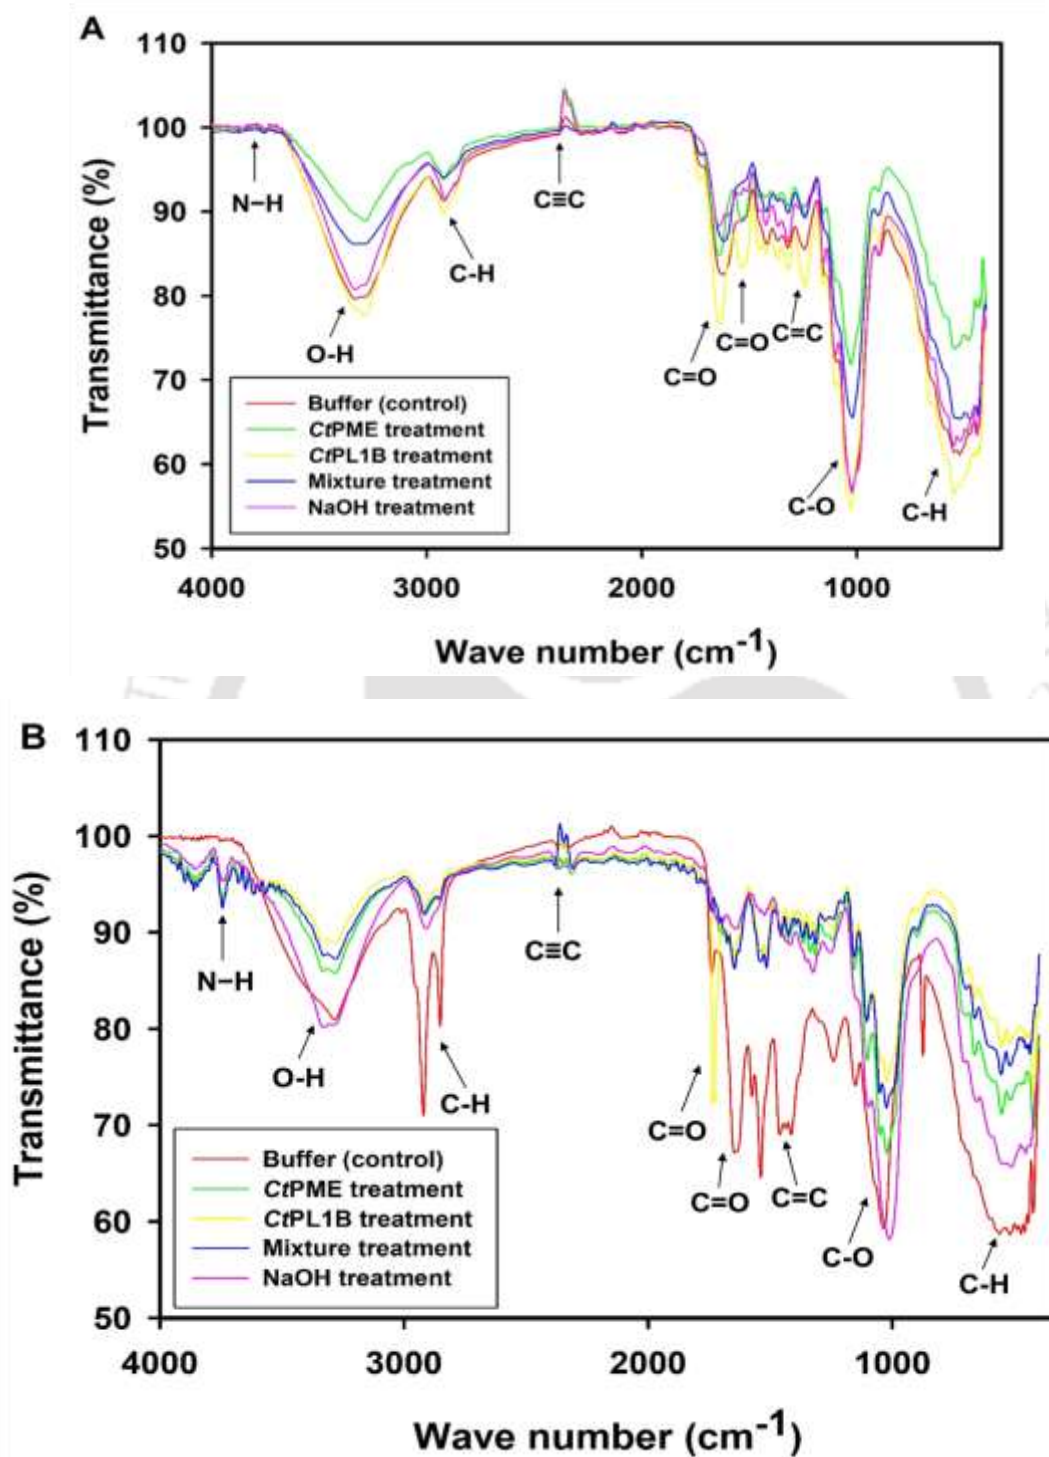 A
110
100
90
80
70
60
50
Transmittance (%)
N–H
O-H
C-H
C≡C
C=O
C=O
C=C
C-O
C-H
Buffer (control)
CtPME treatment
CtPL1B treatment
Mixture treatment
NaOH treatment
4000
3000
2000
1000
Wave number (cm-1)
B
110
100
90
80
70
60
50
Transmittance (%)
N–H
O-H
C-H
C≡C
C=O
C=O
C=C
C-O
C-H
Buffer (control)
CtPME treatment
CtPL1B treatment
Mixture treatment
NaOH treatment
4000
3000
2000
1000
Wave number (cm-1)